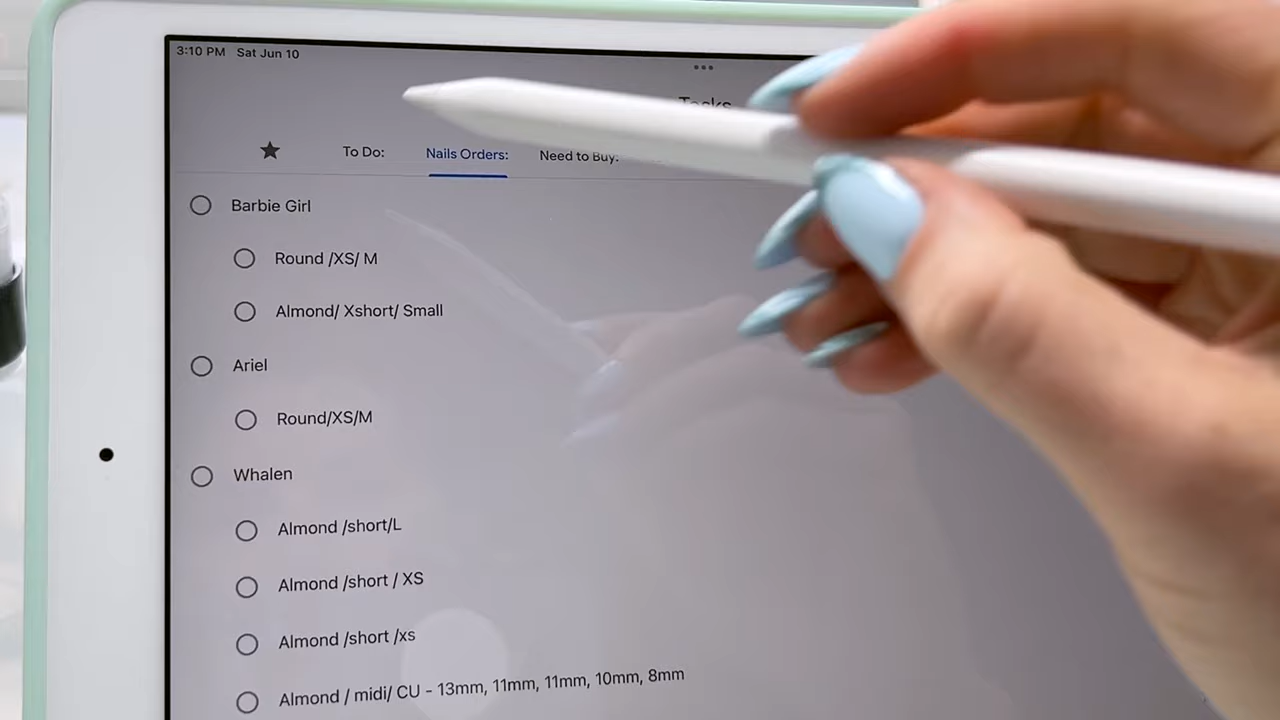 3:10 PM Sat Jun 10
Tasks
To Do: Nails Orders: Need to Buy:
Barbie Girl
Round /XS/ M
Almond/ Xshort/ Small
Ariel
Round/XS/M
Whalen
Almond /short/L
Almond /short / XS
Almond /short /xs
Almond / midi/ CU - 13mm, 11mm, 11mm, 10mm, 8mm